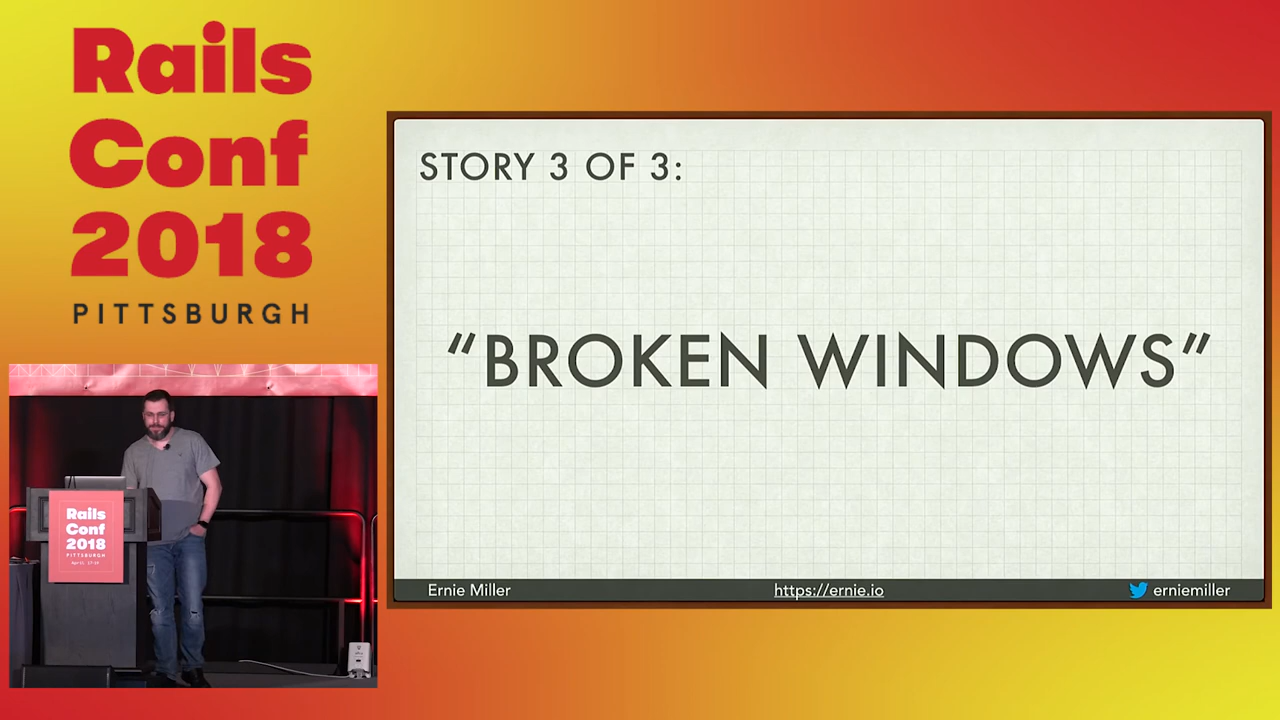 Rails
Conf
2018
PITTSBURGH
STORY 3 OF 3:
“BROKEN WINDOWS”
Ernie Miller
https://ernie.io
erniemiller
Rails
Conf
2018
PITTSBURGH